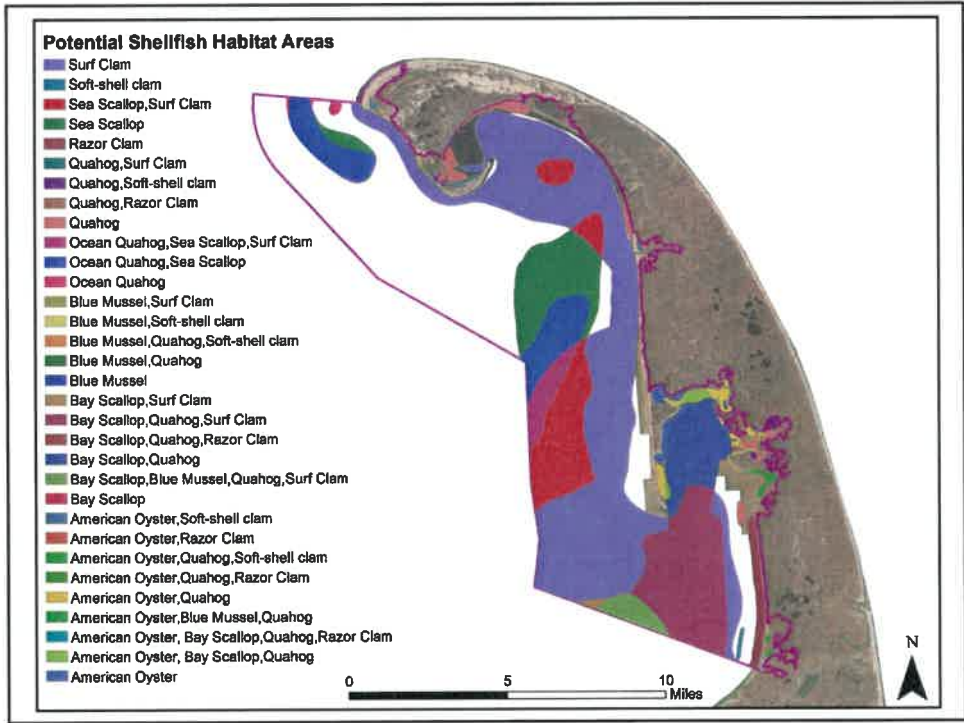 Potential Shellfish Habitat Areas
Surf Clam
Soft-shell clam
Sea Scallop,Surf Clam
Sea Scallop
Razor Clam
Quahog,Surf Clam
Quahog,Soft-shell clam
Quahog,Razor Clam
Quahog
Ocean Quahog,Sea Scallop,Surf Clam
Ocean Quahog,Sea Scallop
Ocean Quahog
Blue Mussel,Surf Clam
Blue Mussel,Soft-shell clam
Blue Mussel,Quahog,Soft-shell clam
Blue Mussel,Quahog
Blue Mussel
Bay Scallop,Surf Clam
Bay Scallop,Quahog,Surf Clam
Bay Scallop,Quahog,Razor Clam
Bay Scallop,Quahog
Bay Scallop,Blue Mussel,Quahog,Surf Clam
Bay Scallop
American Oyster,Soft-shell clam
American Oyster,Razor Clam
American Oyster,Quahog,Soft-shell clam
American Oyster,Quahog,Razor Clam
American Oyster,Quahog
American Oyster,Blue Mussel,Quahog
American Oyster, Bay Scallop,Quahog,Razor Clam
American Oyster, Bay Scallop,Quahog
American Oyster
0 5 10
Miles
N